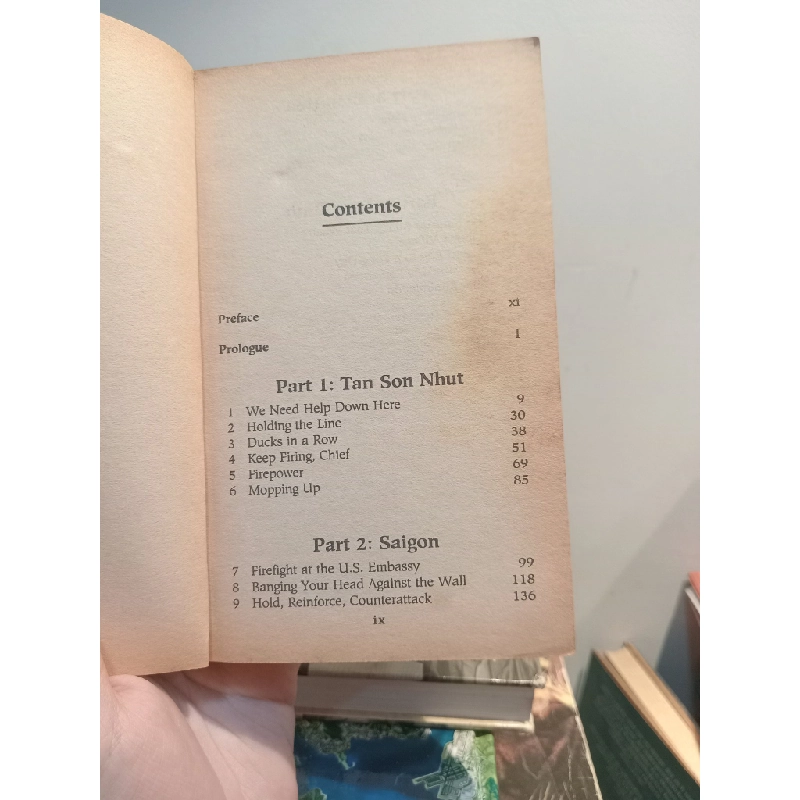 Contents
Preface xi
Prologue 1
Part 1: Tan Son Nhut
1 We Need Help Down Here 9
2 Holding the Line 30
3 Ducks in a Row 38
4 Keep Firing, Chief 51
5 Firepower 69
6 Mopping Up 85
Part 2: Saigon
7 Firefight at the U.S. Embassy 99
8 Banging Your Head Against the Wall 118
9 Hold, Reinforce, Counterattack 136
ix